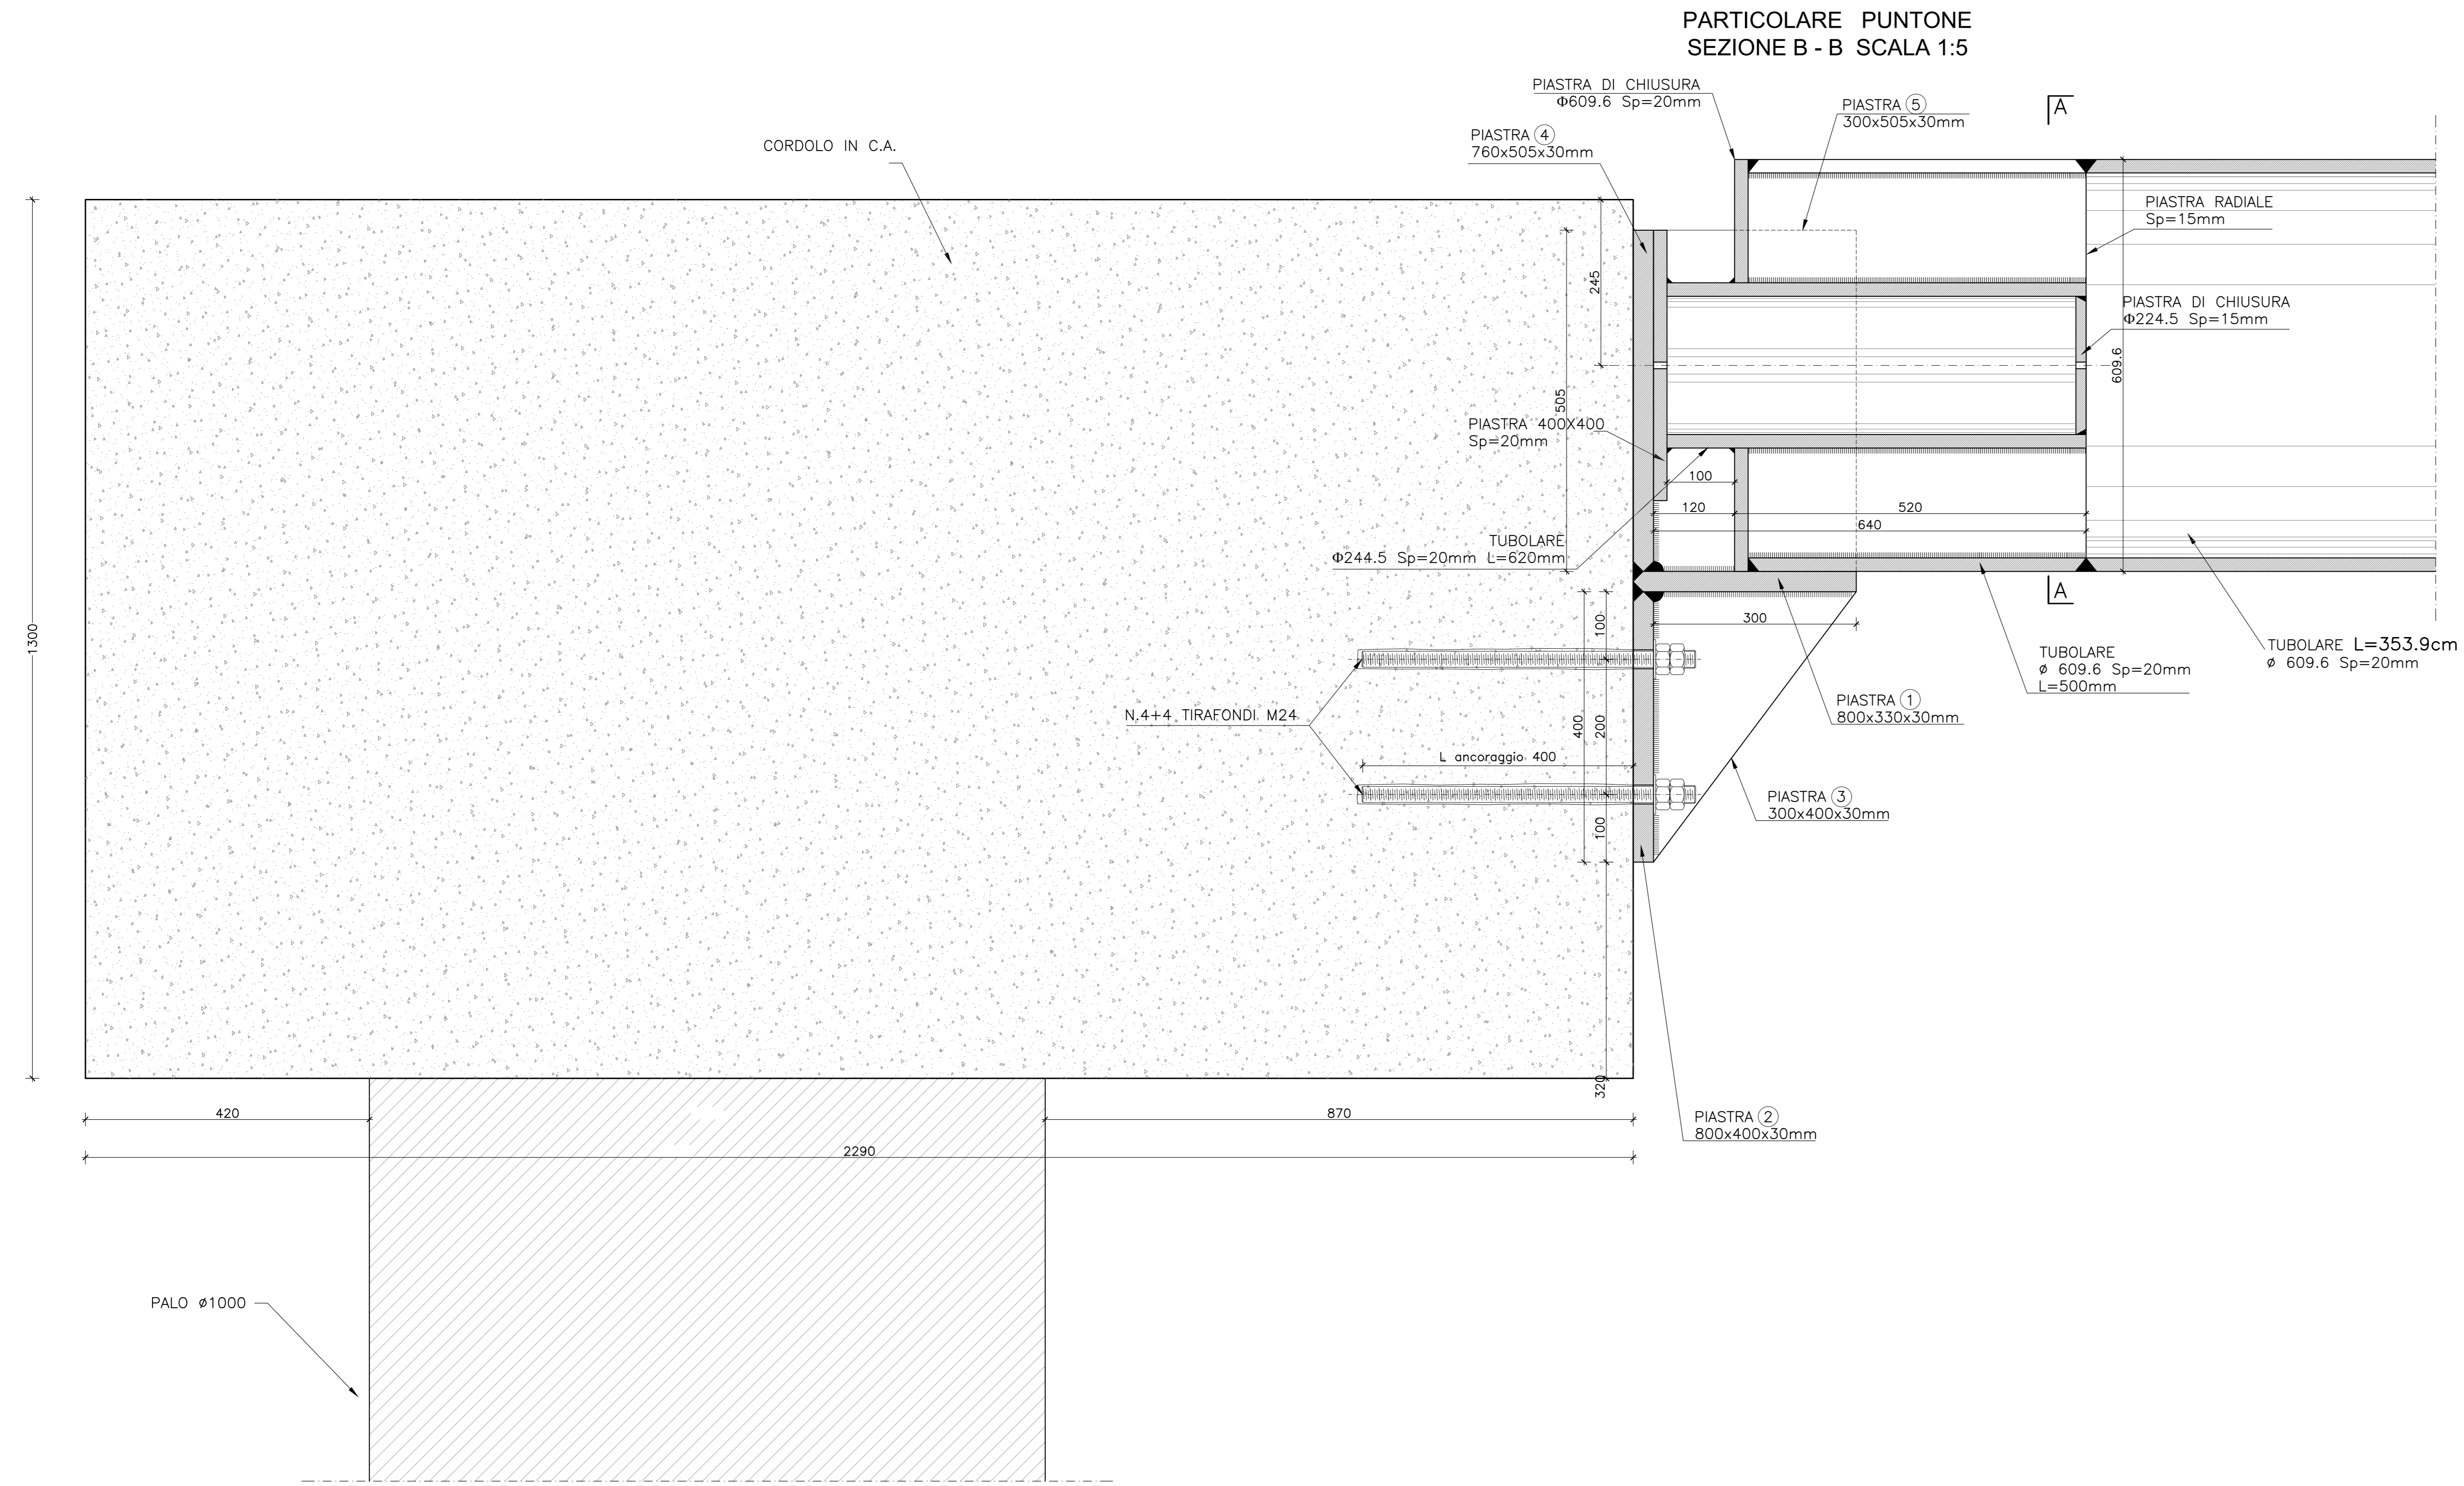 PARTICOLARE PUNTONE
SEZIONE B - B SCALA 1:5
PIASTRA DI CHIUSURA
Φ609.6 Sp=20mm
PIASTRA 5
300x505x30mm
A
PIASTRA 4
760x505x30mm
CORDOLO IN C.A.
PIASTRA RADIALE
Sp=15mm
245
PIASTRA DI CHIUSURA
Φ224.5 Sp=15mm
609.6
505
PIASTRA 400X400
Sp=20mm
100
120
520
640
TUBOLARE
Φ244.5 Sp=20mm L=620mm
A
1300
100
300
TUBOLARE L=353.9cm
ø 609.6 Sp=20mm
TUBOLARE
ø 609.6 Sp=20mm
L=500mm
PIASTRA 1
800x330x30mm
N.4+4 TIRAFONDI M24
400
200
L ancoraggio 400
PIASTRA 3
300x400x30mm
100
320
420
870
PIASTRA 2
800x400x30mm
2290
PALO ø1000